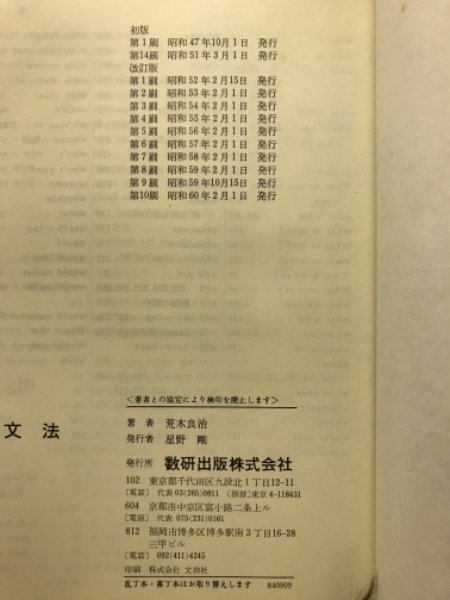 初版
第1刷 昭和47年10月1日 発行
第14刷 昭和51年3月1日 発行
改訂版
第1刷 昭和52年2月15日 発行
第2刷 昭和53年2月1日 発行
第3刷 昭和54年2月1日 発行
第4刷 昭和55年2月1日 発行
第5刷 昭和56年2月1日 発行
第6刷 昭和57年2月1日 発行
第7刷 昭和58年2月1日 発行
第8刷 昭和59年2月1日 発行
第9刷 昭和59年10月15日 発行
第10刷 昭和60年2月1日 発行
<著者との協定により検印を廃止します>
文法
著者 荒木良治
発行者 星野 剛
発行所 数研出版株式会社
102 東京都千代田区九段北1丁目12-11
〔電話〕 代表 03(265)0811 〔振替〕東京4-118431
604 京都市中京区富小路二条上ル
〔電話〕 代表 075(231)0161
812 福岡市博多区博多駅南3丁目16-28
三甲ビル
〔電話〕 092(411)4245
印刷 株式会社 文功社
乱丁本・落丁本はお取り替えします 840909